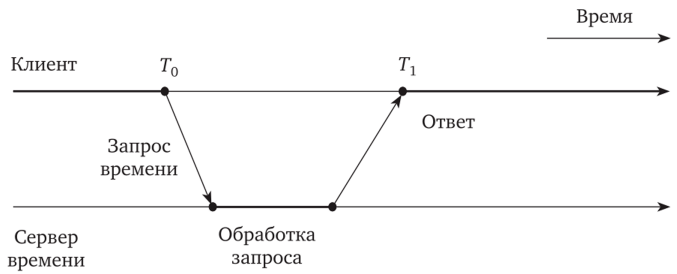 Время
Клиент
T0
T1
Ответ
Запрос
времени
Обработка
запроса
Сервер
времени